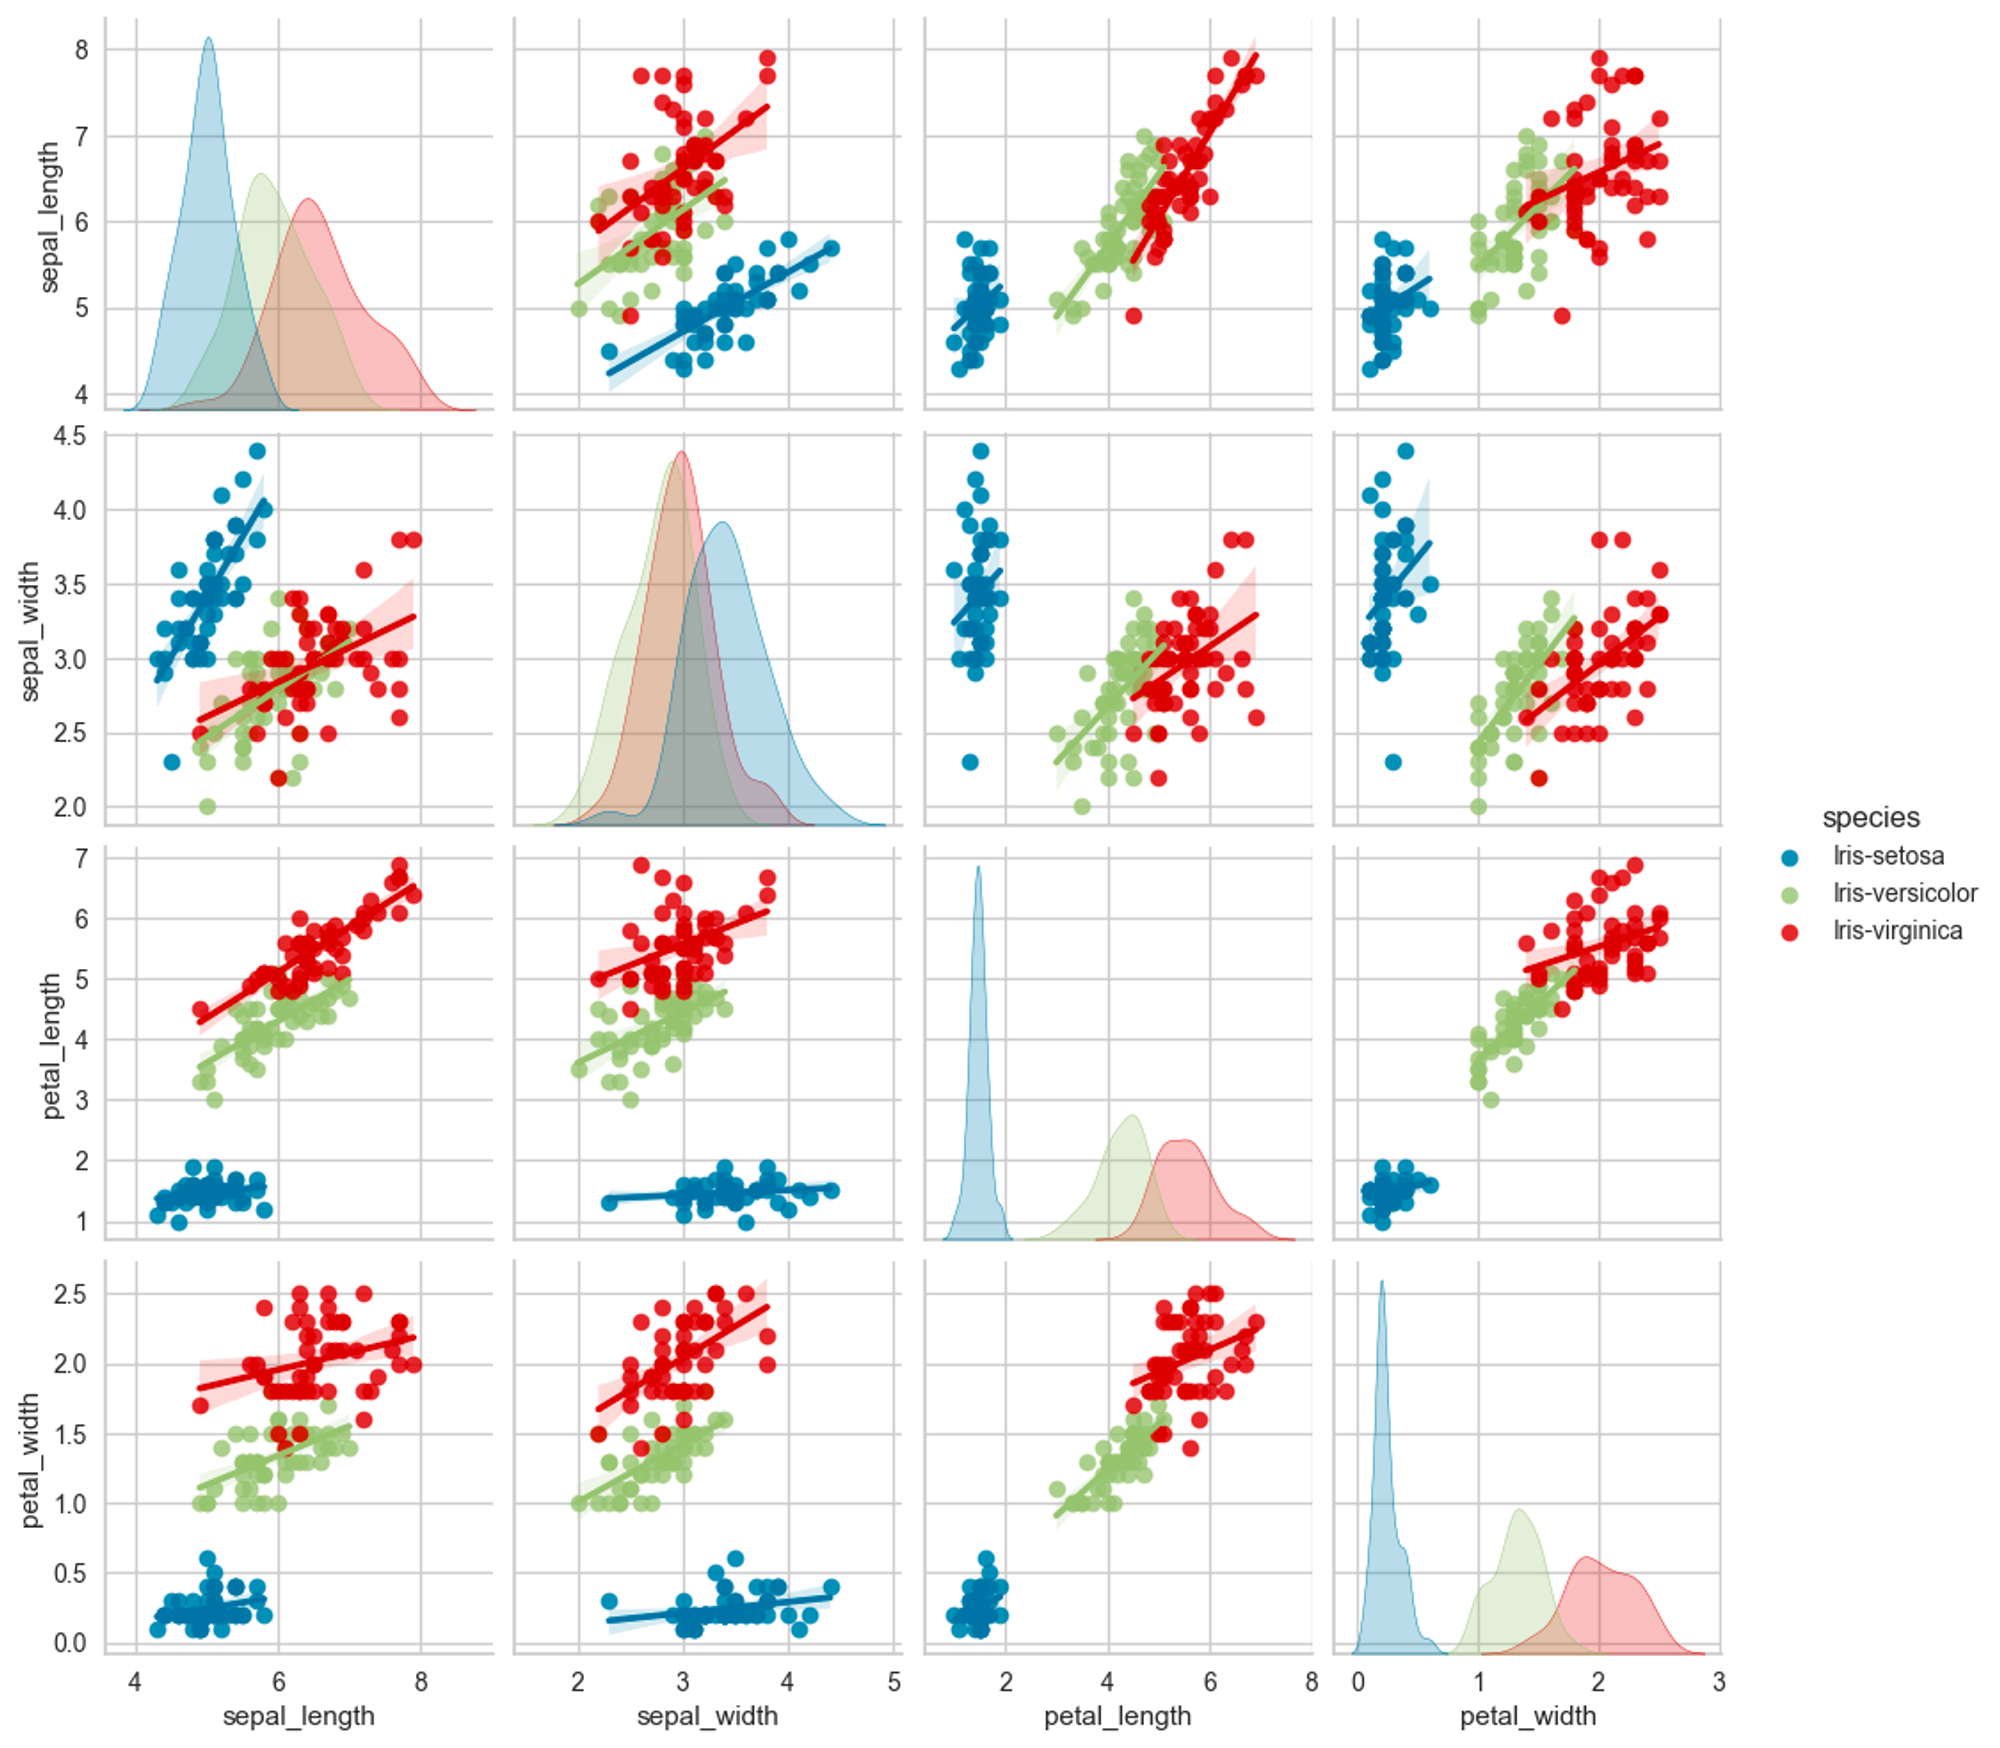 8
7
6
5
4
sepal_length
4.5
4.0
3.5
3.0
2.5
2.0
sepal_width
7
6
5
4
3
2
1
petal_length
2.5
2.0
1.5
1.0
0.5
0.0
petal_width
4 6 8
2 3 4 5
2 4 6 8
0 1 2 3
sepal_length
sepal_width
petal_length
petal_width
species
Iris-setosa
Iris-versicolor
Iris-virginica